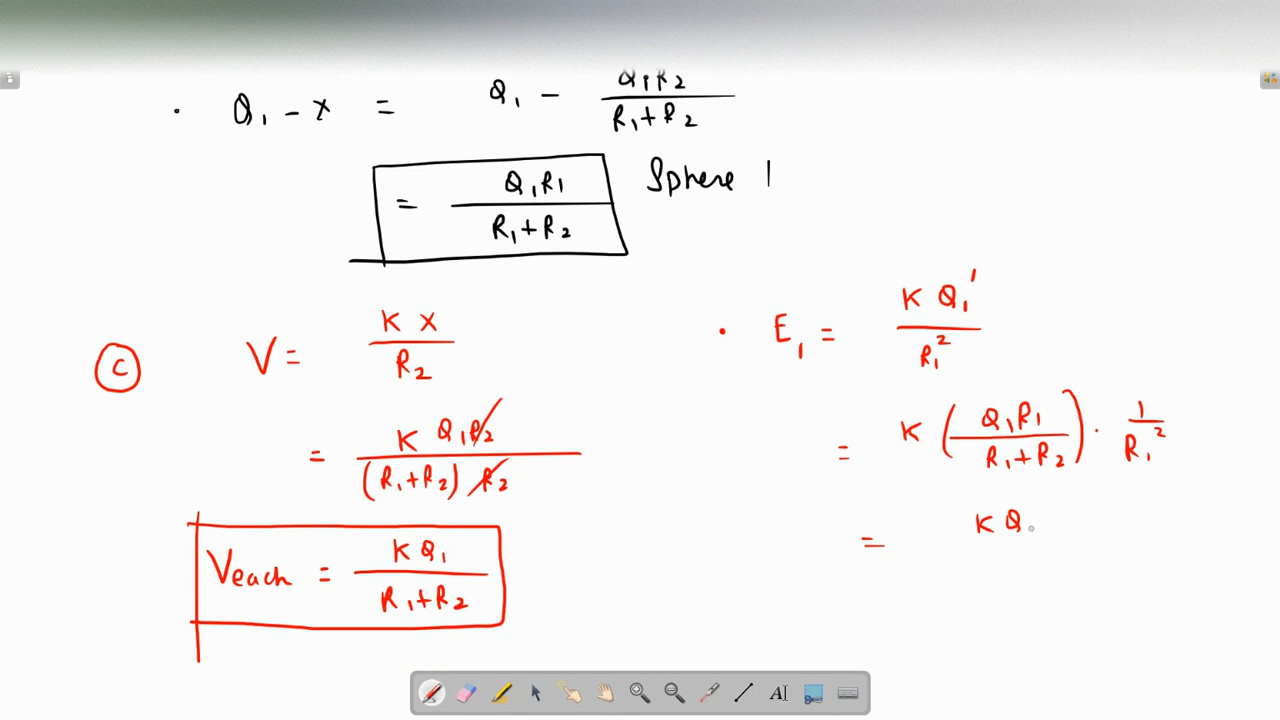 · Q₁ - x = Q₁ - Q₁R₂ / (R₁+R₂)
= Q₁R₁ / (R₁+R₂) Sphere 1
(C) V = K x / R₂
= K Q₁R₂ / (R₁+R₂) R₂
Veach = K Q₁ / (R₁+R₂)
· E₁ = K Q₁' / R₁²
= K (Q₁R₁ / (R₁+R₂)) · 1 / R₁²
= K Q
AI